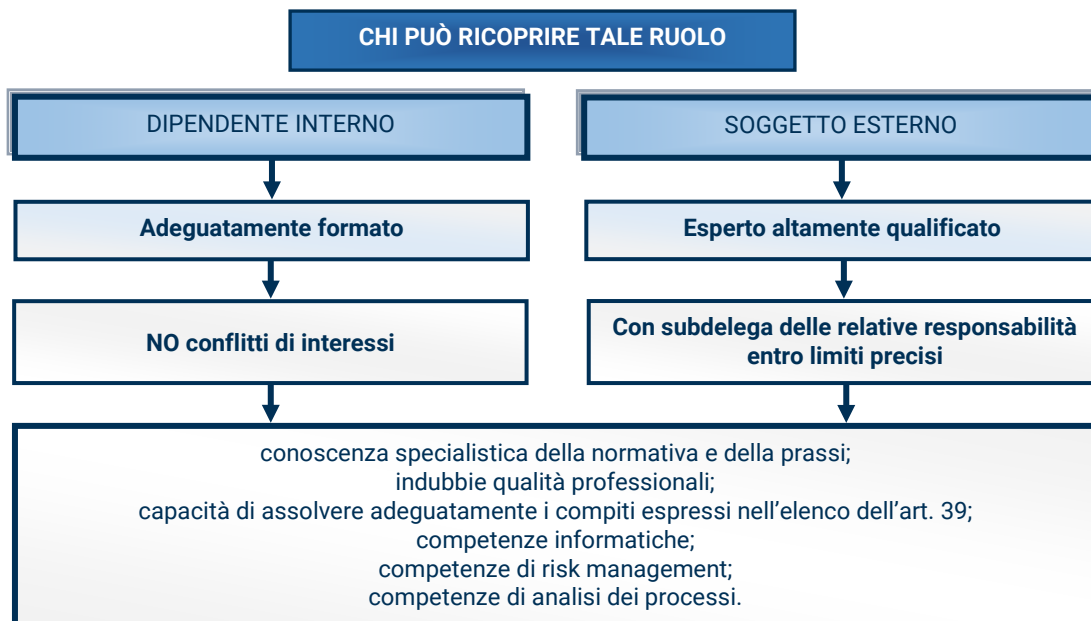 CHI PUÒ RICOPRIRE TALE RUOLO
DIPENDENTE INTERNO
SOGGETTO ESTERNO
Adeguatamente formato
Esperto altamente qualificato
NO conflitti di interessi
Con subdelega delle relative responsabilità
entro limiti precisi
conoscenza specialistica della normativa e della prassi;
indubbie qualità professionali;
capacità di assolvere adeguatamente i compiti espressi nell’elenco dell’art. 39;
competenze informatiche;
competenze di risk management;
competenze di analisi dei processi.